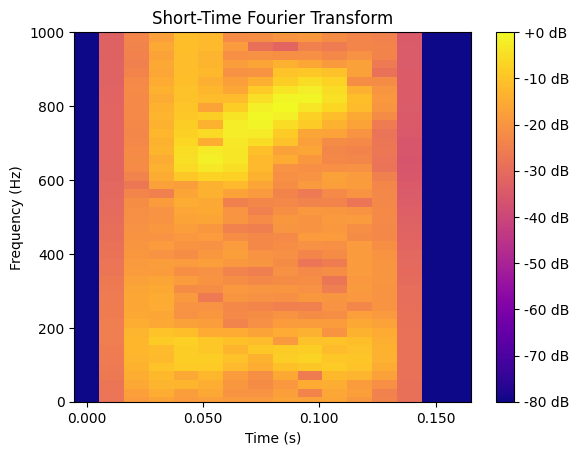 Short-Time Fourier Transform
1000
800
600
400
200
0
Frequency (Hz)
0.000
0.050
0.100
0.150
Time (s)
+0 dB
-10 dB
-20 dB
-30 dB
-40 dB
-50 dB
-60 dB
-70 dB
-80 dB